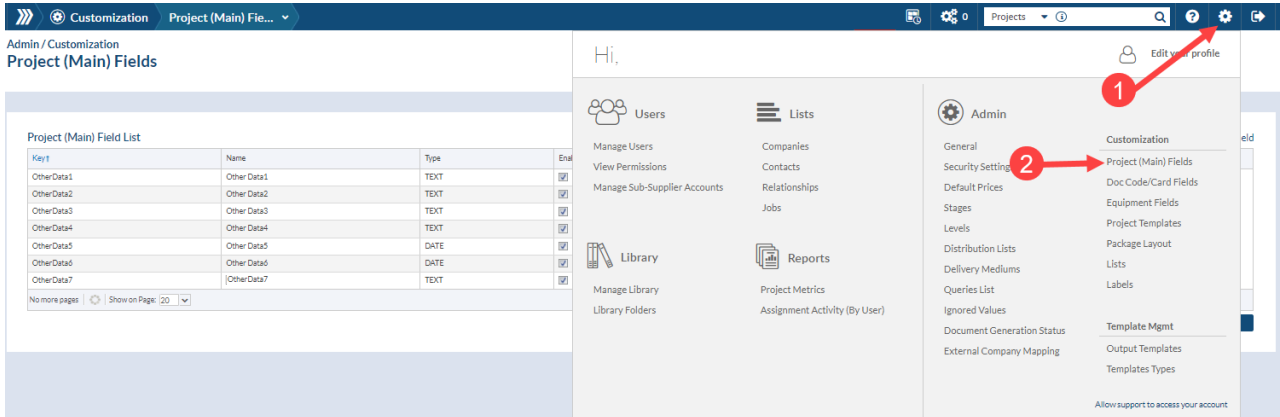 Customization
Project (Main) Fie...
0
Projects
Admin / Customization
Project (Main) Fields
Hi,
Edit your profile
1
Project (Main) Field List
Key Name Type
OtherData1 Other Data1 TEXT
OtherData2 Other Data2 TEXT
OtherData3 Other Data3 TEXT
OtherData4 Other Data4 TEXT
OtherData5 Other Data5 DATE
OtherData6 Other Data6 DATE
OtherData7 OtherData7 TEXT
No more pages Show on Page: 20
Users
Manage Users
View Permissions
Manage Sub-Supplier Accounts
Lists
Companies
Contacts
Relationships
Jobs
Library
Manage Library
Library Folders
Reports
Project Metrics
Assignment Activity (By User)
Admin
General
Security Setting
Default Prices
Stages
Levels
Distribution Lists
Delivery Mediums
Queries List
Ignored Values
Document Generation Status
External Company Mapping
Customization
2
Project (Main) Fields
Doc Code/Card Fields
Equipment Fields
Project Templates
Package Layout
Lists
Labels
Template Mgmt
Output Templates
Templates Types
Allow support to access your account